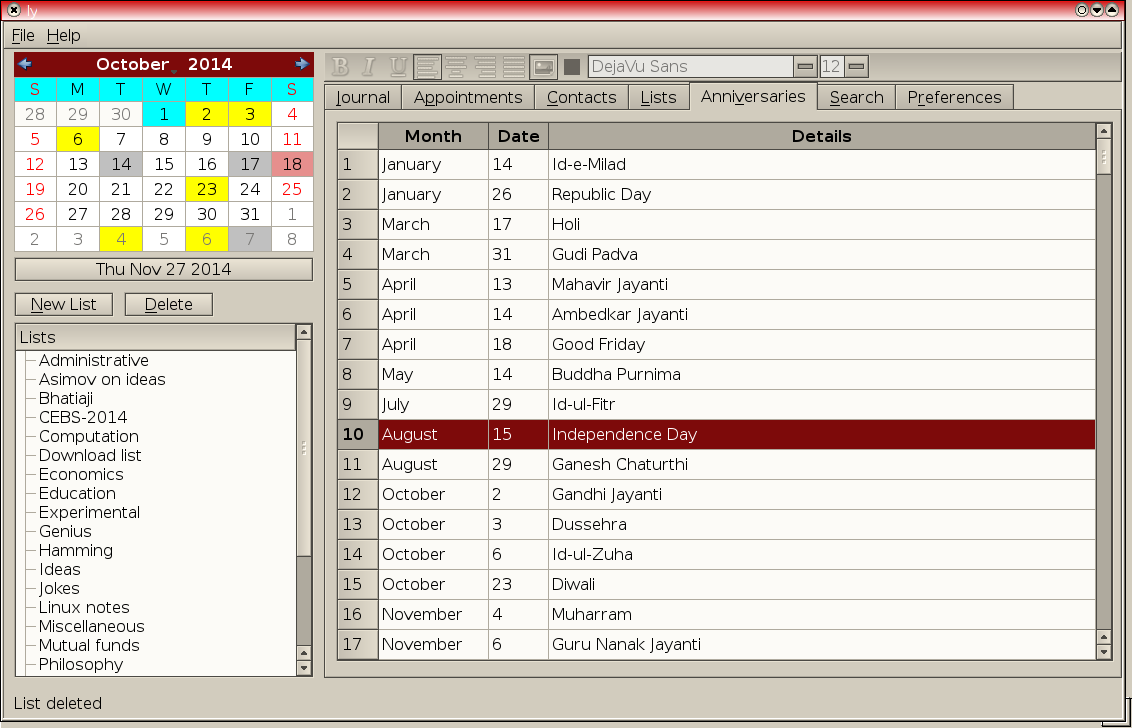 ly
File Help
October, 2014
S M T W T F S
28 29 30 1 2 3 4
5 6 7 8 9 10 11
12 13 14 15 16 17 18
19 20 21 22 23 24 25
26 27 28 29 30 31 1
2 3 4 5 6 7 8
Thu Nov 27 2014
New List Delete
Lists
Administrative
Asimov on ideas
Bhatiaji
CEBS-2014
Computation
Download list
Economics
Education
Experimental
Genius
Hamming
Ideas
Jokes
Linux notes
Miscellaneous
Mutual funds
Philosophy
B I U DejaVu Sans 12
Journal Appointments Contacts Lists Anniversaries Search Preferences
Month Date Details
1 January 14 Id-e-Milad
2 January 26 Republic Day
3 March 17 Holi
4 March 31 Gudi Padva
5 April 13 Mahavir Jayanti
6 April 14 Ambedkar Jayanti
7 April 18 Good Friday
8 May 14 Buddha Purnima
9 July 29 Id-ul-Fitr
10 August 15 Independence Day
11 August 29 Ganesh Chaturthi
12 October 2 Gandhi Jayanti
13 October 3 Dussehra
14 October 6 Id-ul-Zuha
15 October 23 Diwali
16 November 4 Muharram
17 November 6 Guru Nanak Jayanti
List deleted